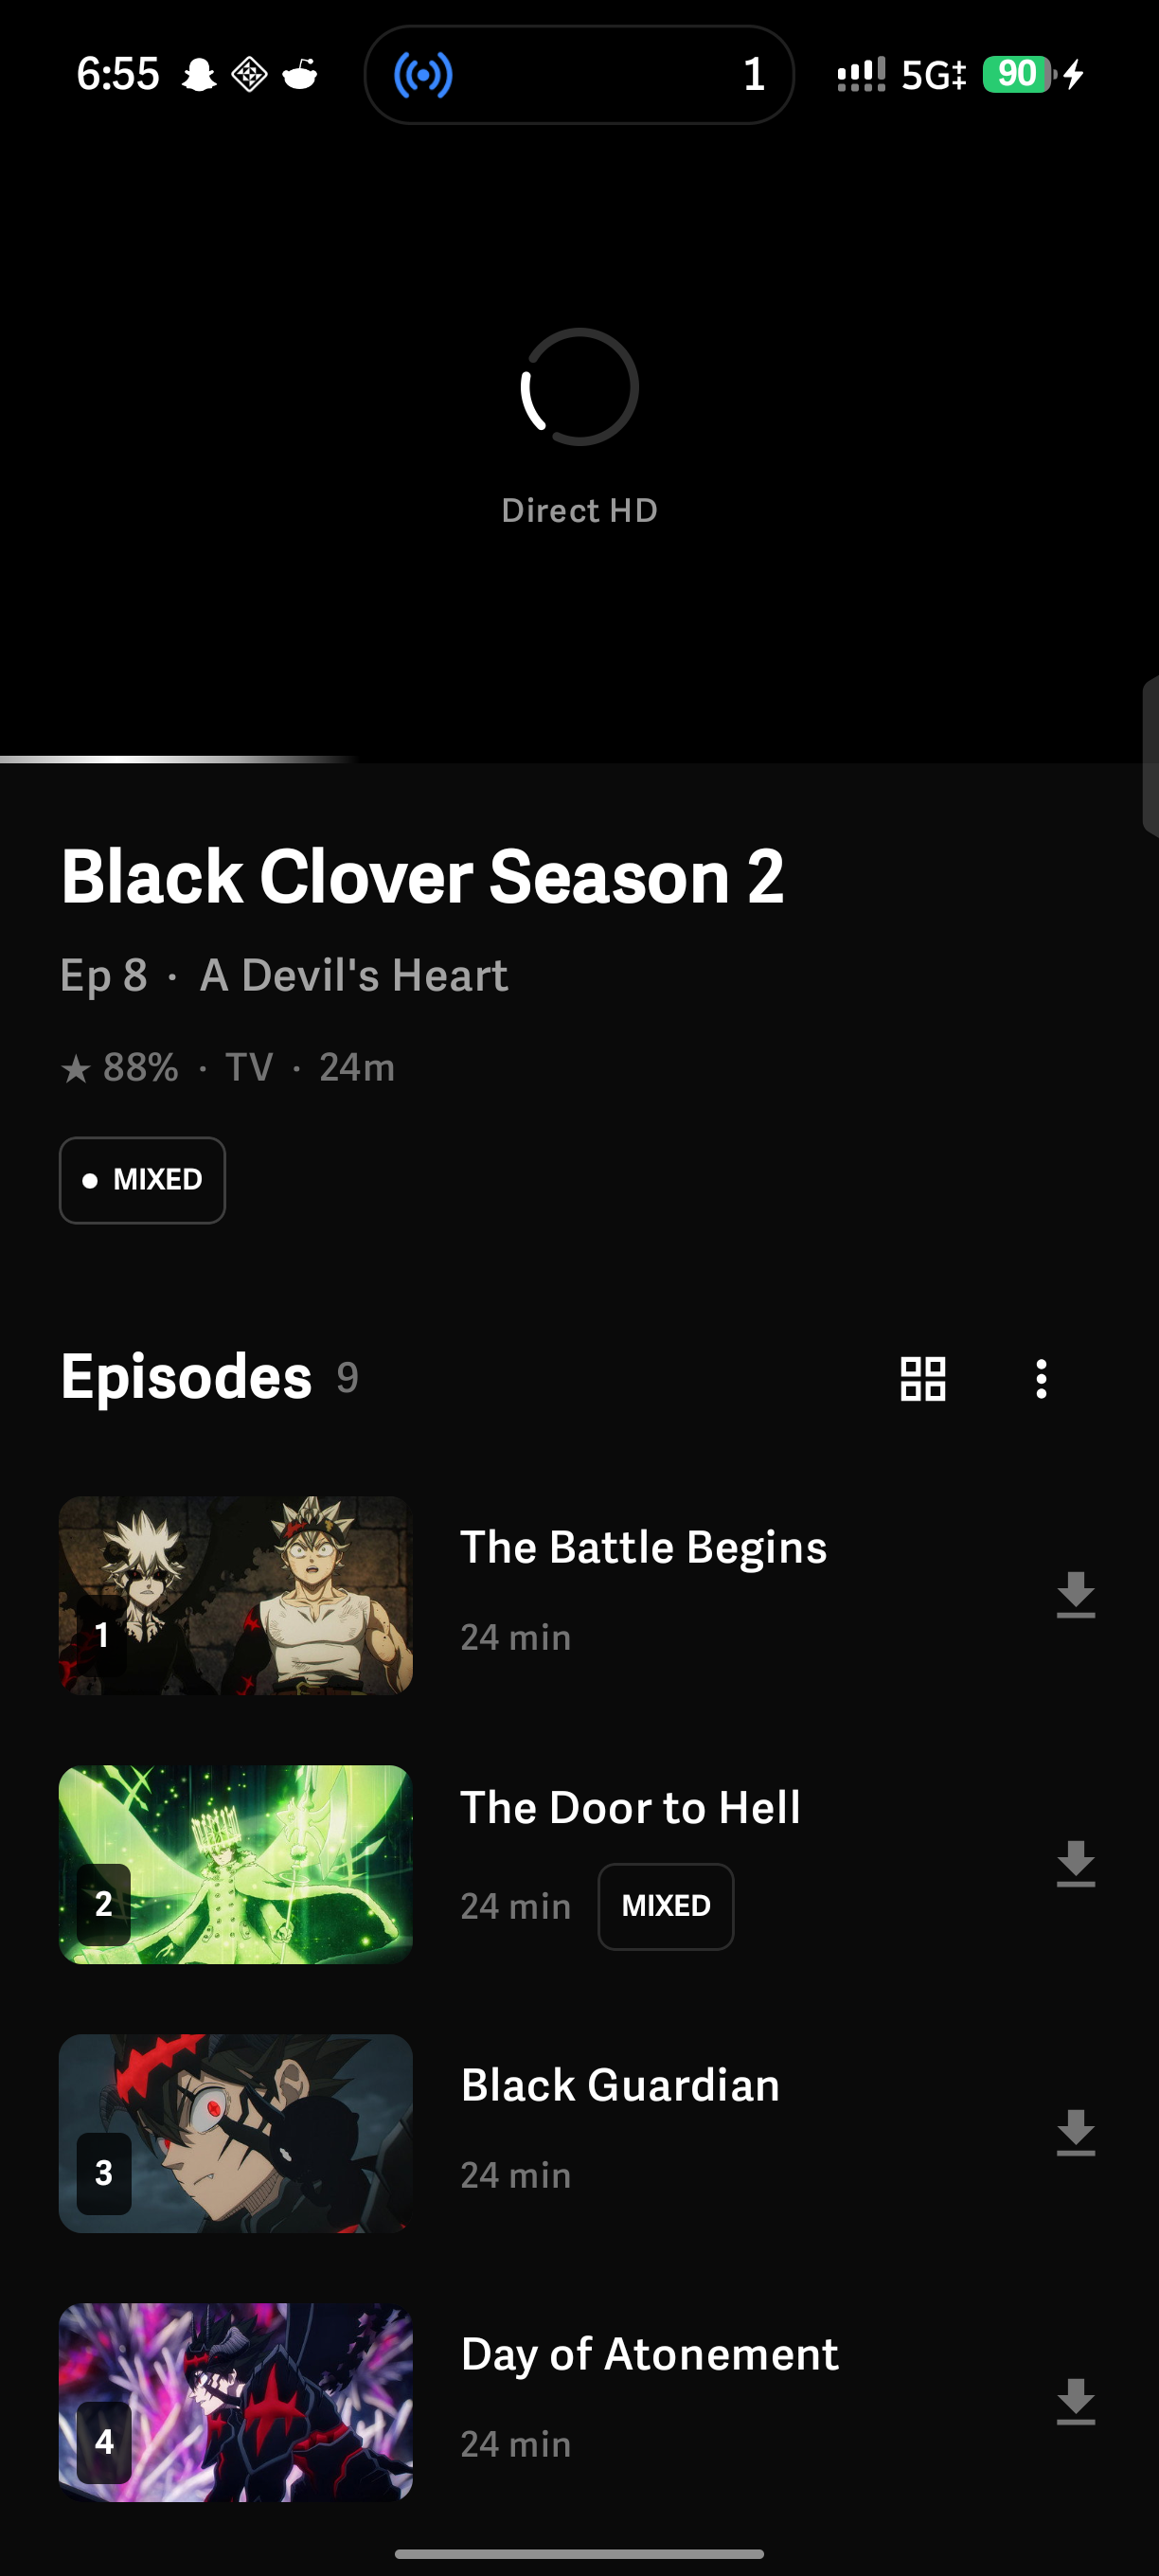 6:55
1
5G‡
90
Direct HD
Black Clover Season 2
Ep 8 · A Devil's Heart
★ 88% · TV · 24m
• MIXED
Episodes 9
1
The Battle Begins
24 min
2
The Door to Hell
24 min MIXED
3
Black Guardian
24 min
4
Day of Atonement
24 min